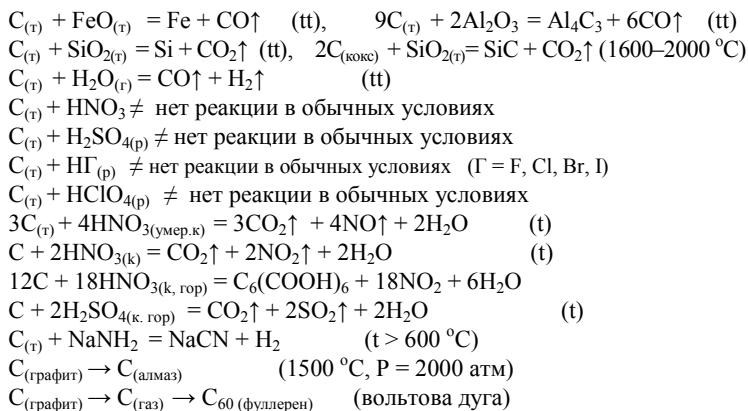 C(т) + FeO(т) = Fe + CO↑ (tt), 9C(т) + 2Al2O3 = Al4C3 + 6CO↑ (tt)
C(т) + SiO2(т) = Si + CO2↑ (tt), 2C(кокс) + SiO2(т)= SiC + CO2↑ (1600–2000 °C)
C(т) + H2O(г) = CO↑ + H2↑ (tt)
C(т) + HNO3 ≠ нет реакции в обычных условиях
C(т) + H2SO4(р) ≠ нет реакции в обычных условиях
C(т) + НГ(р) ≠ нет реакции в обычных условиях (Г = F, Cl, Br, I)
C(т) + HClO4(р) ≠ нет реакции в обычных условиях
3C(т) + 4HNO3(умер.к) = 3CO2↑ + 4NO↑ + 2H2O (t)
C + 2HNO3(k) = CO2↑ + 2NO2↑ + 2H2O (t)
12C + 18HNO3(k, гор) = C6(COOH)6 + 18NO2 + 6H2O
C + 2H2SO4(к. гор) = CO2↑ + 2SO2↑ + 2H2O (t)
C(т) + NaNH2 = NaCN + H2 (t > 600 °C)
C(графит) → C(алмаз) (1500 °C, P = 2000 атм)
C(графит) → C(газ) → C60 (фуллерен) (вольтова дуга)